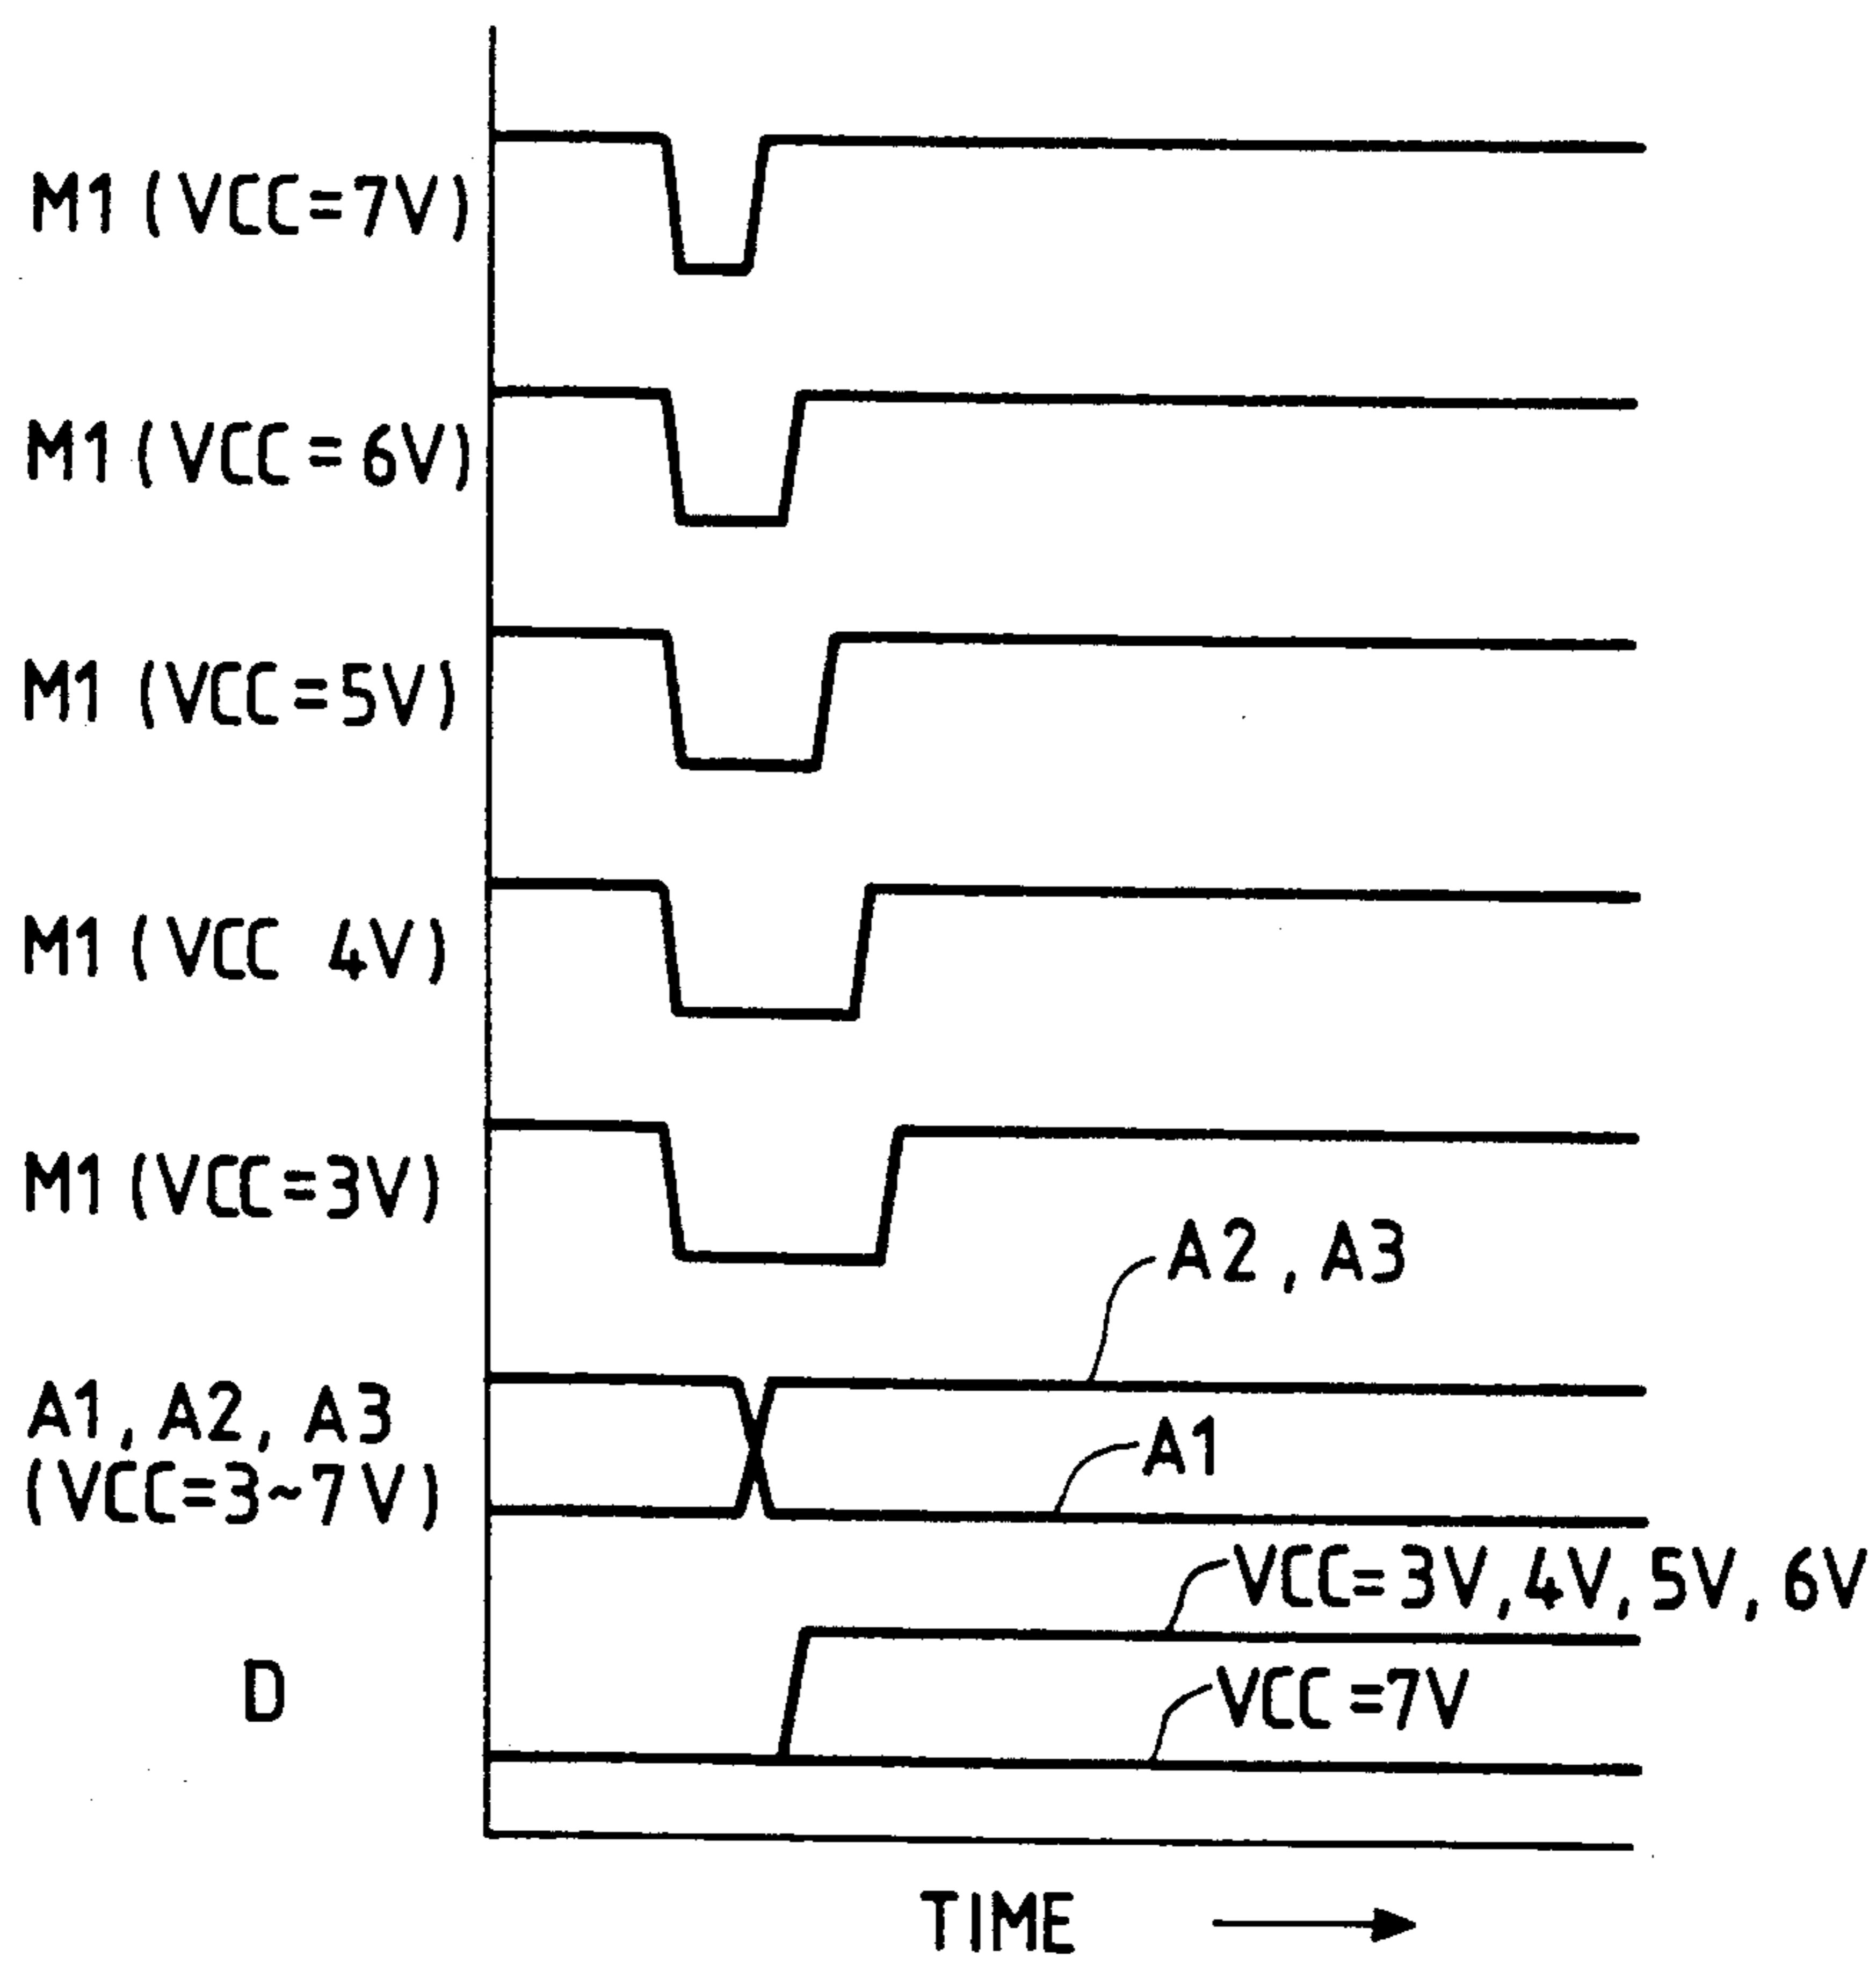 M1 (VCC=7V)
M1 (VCC=6V)
M1 (VCC=5V)
M1 (VCC 4V)
M1 (VCC=3V)
A2, A3
A1, A2, A3
(VCC=3~7V)
A1
VCC=3V, 4V, 5V, 6V
D
VCC=7V
TIME